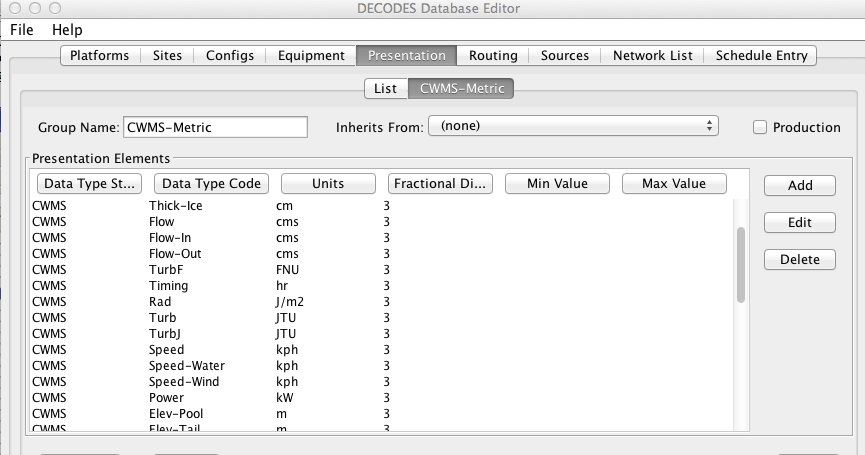 DECODES Database Editor
File Help
Platforms Sites Configs Equipment Presentation Routing Sources Network List Schedule Entry
List CWMS-Metric
Group Name: CWMS-Metric Inherits From: (none) Production
Presentation Elements
Data Type St... Data Type Code Units Fractional Di... Min Value Max Value Add
CWMS Thick-Ice cm 3
CWMS Flow cms 3 Edit
CWMS Flow-In cms 3
CWMS Flow-Out cms 3 Delete
CWMS TurbF FNU 3
CWMS Timing hr 3
CWMS Rad J/m2 3
CWMS Turb JTU 3
CWMS TurbJ JTU 3
CWMS Speed kph 3
CWMS Speed-Water kph 3
CWMS Speed-Wind kph 3
CWMS Power kW 3
CWMS Elev-Pool m 3
CWMS Elev-Tail m 3